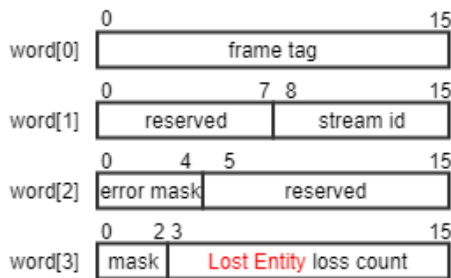 0 15
word[0] frame tag
0 7 8 15
word[1] reserved stream id
0 4 5 15
word[2] error mask reserved
0 2 3 15
word[3] mask Lost Entity loss count